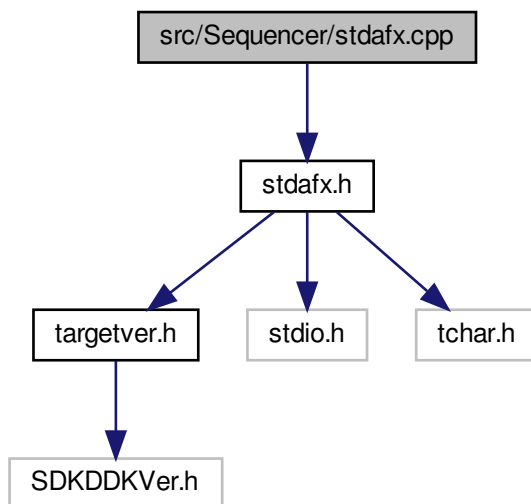 src/Sequencer/stdafx.cpp
stdafx.h
targetver.h
stdio.h
tchar.h
SDKDDKVer.h